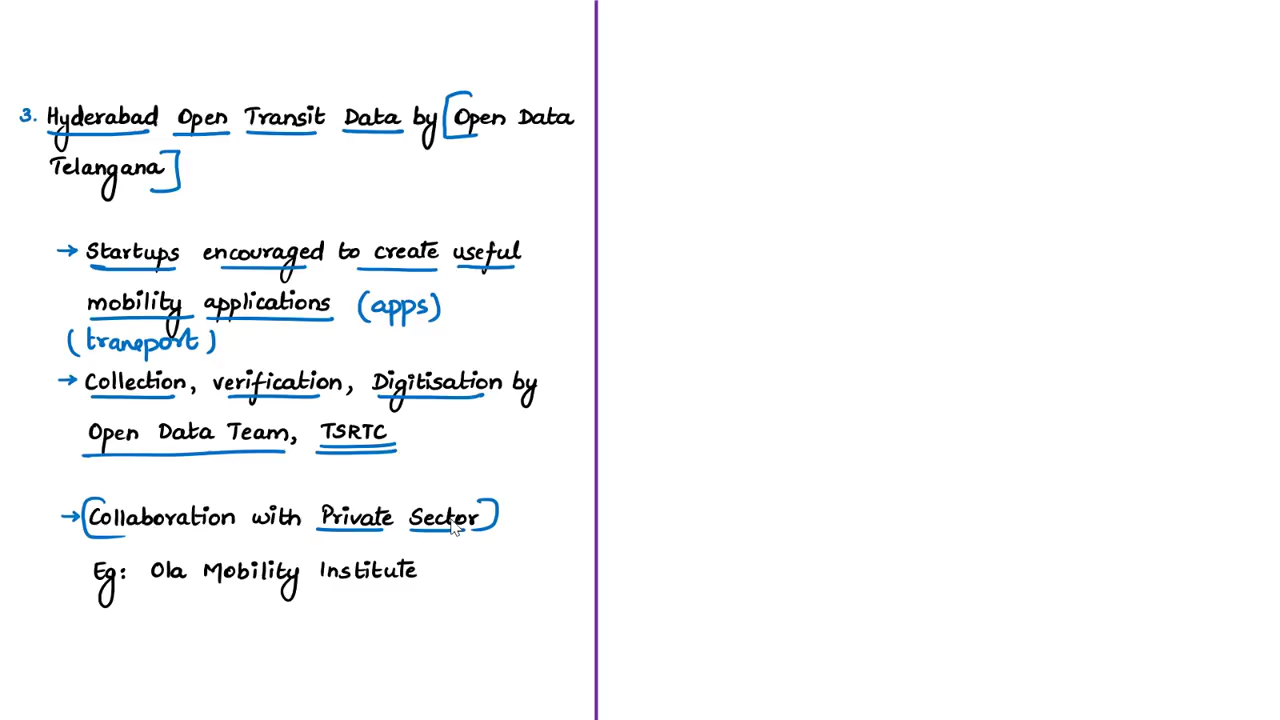 3. Hyderabad Open Transit Data by [Open Data
Telangana]
→ Startups encouraged to create useful
mobility applications (apps)
(transport)
→ Collection, verification, Digitisation by
Open Data Team, TSRTC
→ [Collaboration with Private Sector]
Eg: Ola Mobility Institute